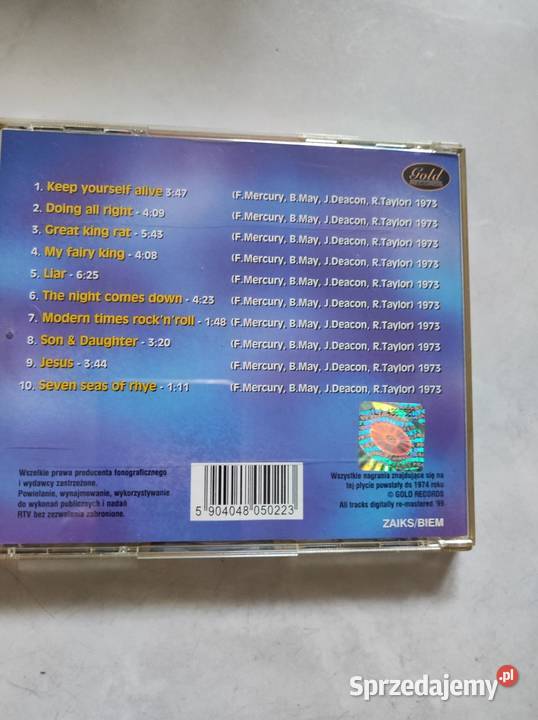 Gold
1. Keep yourself alive 3:47 (F.Mercury, B.May, J.Deacon, R.Taylor) 1973
2. Doing all right - 4:09 (F.Mercury, B.May, J.Deacon, R.Taylor) 1973
3. Great king rat - 5:43 (F.Mercury, B.May, J.Deacon, R.Taylor) 1973
4. My fairy king - 4:08 (F.Mercury, B.May, J.Deacon, R.Taylor) 1973
5. Liar - 6:25 (F.Mercury, B.May, J.Deacon, R.Taylor) 1973
6. The night comes down - 4:23 (F.Mercury, B.May, J.Deacon, R.Taylor) 1973
7. Modern times rock'n'roll - 1:48 (F.Mercury, B.May, J.Deacon, R.Taylor) 1973
8. Son & Daughter - 3:20 (F.Mercury, B.May, J.Deacon, R.Taylor) 1973
9. Jesus - 3:44 (F.Mercury, B.May, J.Deacon, R.Taylor) 1973
10. Seven seas of rhye - 1:11 (F.Mercury, B.May, J.Deacon, R.Taylor) 1973
Wszelkie prawa producenta fonograficznego
i wydawcy zastrzeżone.
Powielanie, wynajmowanie, wykorzystywanie
do wykonań publicznych i nadań
RTV bez zezwolenia zabronione.
5 904048 050223
Wszystkie nagrania znajdujące się na
tej płycie powstały do 1974 roku
© GOLD RECORDS
All tracks digitally re-mastered '99
ZAIKS/BIEM
Sprzedajemy.pl